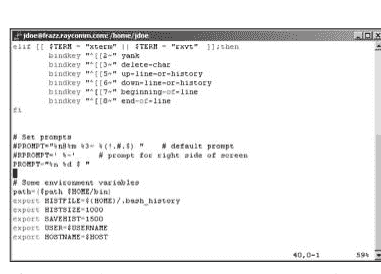 jdoe@frazz.raycomm.com: /home/jdoe
elif [[ $TERM = "xterm" || $TERM = "rxvt" ]];then
bindkey "^[[2~" yank
bindkey "^[[3~" delete-char
bindkey "^[[5~" up-line-or-history
bindkey "^[[6~" down-line-or-history
bindkey "^[[7~" beginning-of-line
bindkey "^[[8~" end-of-line
fi
# Set prompts
#PROMPT="%n@%m %3~ %(!.#.$) " # default prompt
#RPROMPT=' %~' # prompt for right side of screen
PROMPT="%n %d $ "
# Some environment variables
path=($path $HOME/bin)
export HISTFILE=$(HOME)/.bash_history
export HISTSIZE=1000
export SAVEHIST=1500
export USER=$USERNAME
export HOSTNAME=$HOST
40,0-1 59%